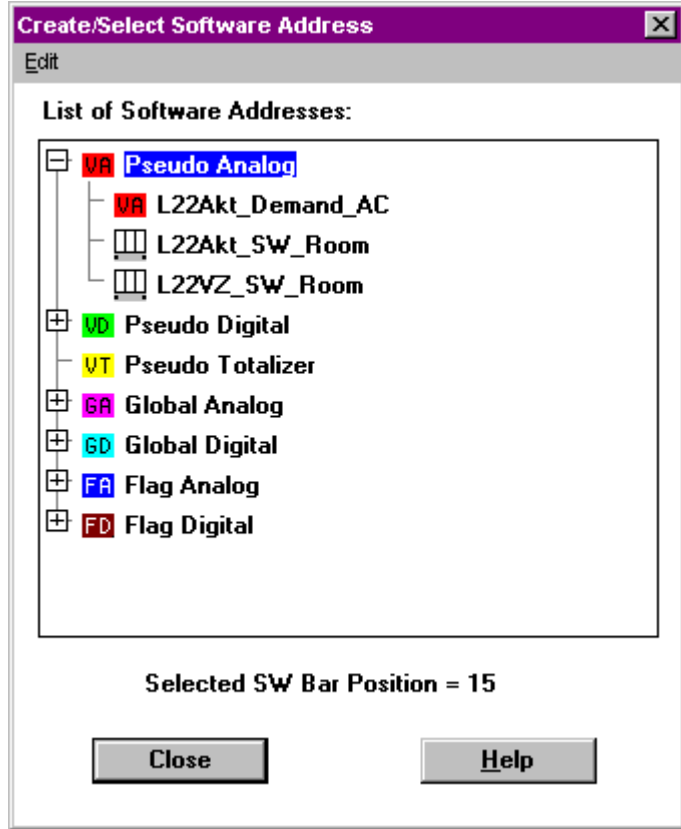 Create/Select Software Address
Edit
List of Software Addresses:
VA Pseudo Analog
VA L22Akt_Demand_AC
L22Akt_SW_Room
L22VZ_SW_Room
VD Pseudo Digital
VT Pseudo Totalizer
GA Global Analog
GD Global Digital
FA Flag Analog
FD Flag Digital
Selected SW Bar Position = 15
Close Help